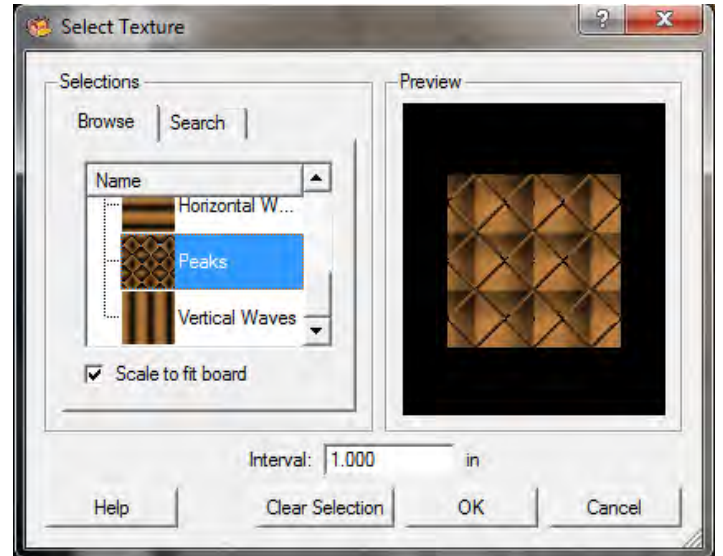 Select Texture
?
Selections
Browse
Search
Name
Horizontal W...
Peaks
Vertical Waves
Scale to fit board
Preview
Interval: 1.000 in
Help
Clear Selection
OK
Cancel